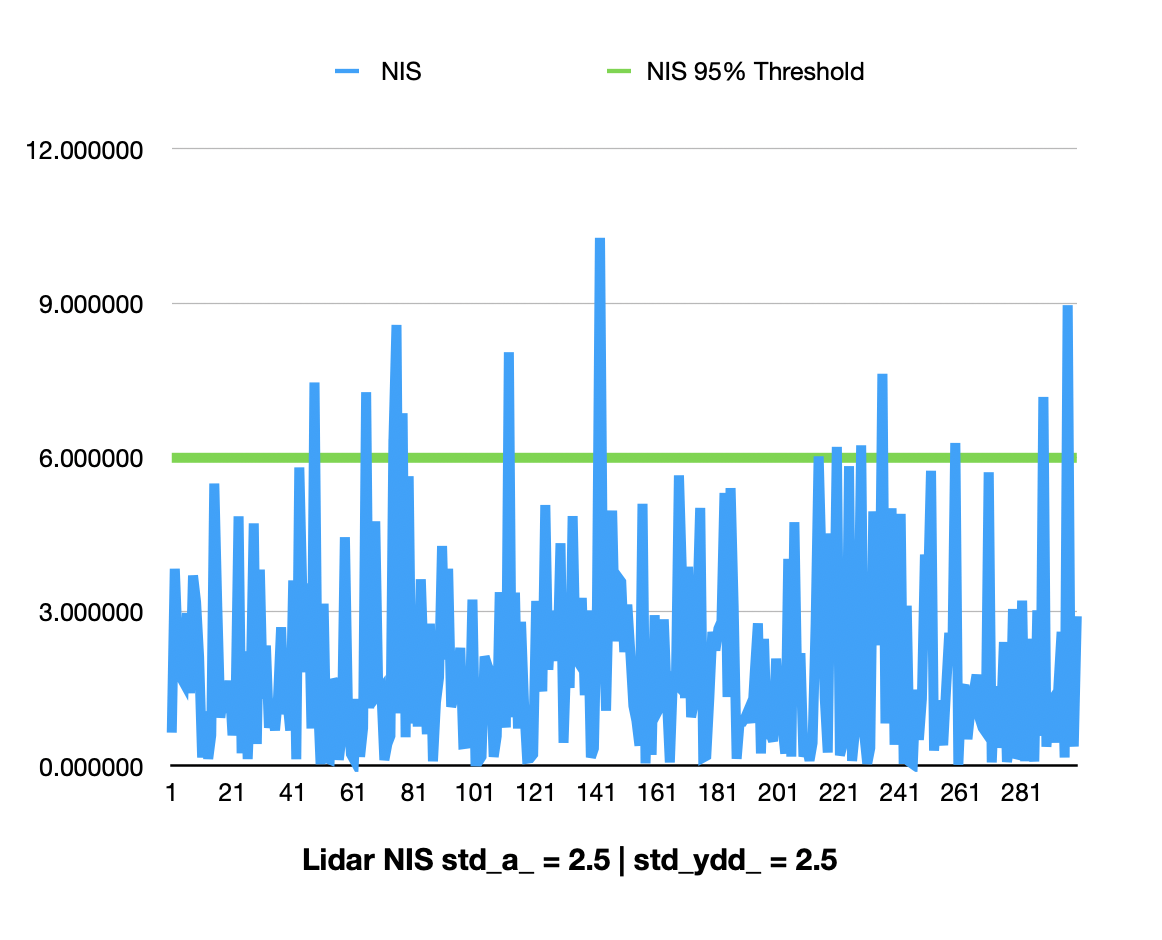 NIS NIS 95% Threshold
12.000000
9.000000
6.000000
3.000000
0.000000
1 21 41 61 81 101 121 141 161 181 201 221 241 261 281
Lidar NIS std_a_ = 2.5 | std_ydd_ = 2.5